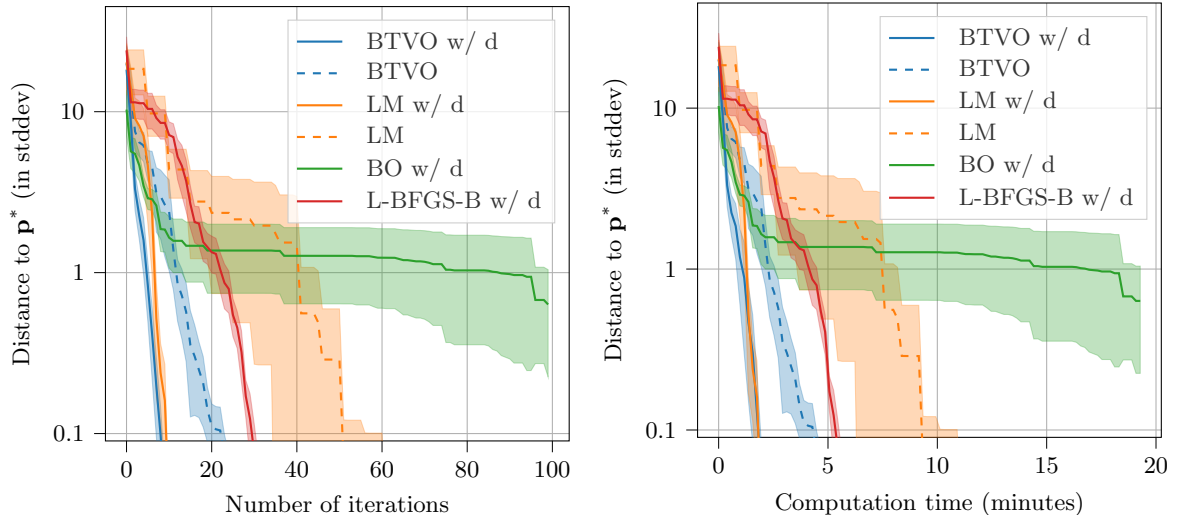 Distance to p* (in stddev)
10
1
0.1
BTVO w/ d
BTVO
LM w/ d
LM
BO w/ d
L-BFGS-B w/ d
0 20 40 60 80 100
Number of iterations
Distance to p* (in stddev)
10
1
0.1
BTVO w/ d
BTVO
LM w/ d
LM
BO w/ d
L-BFGS-B w/ d
0 5 10 15 20
Computation time (minutes)